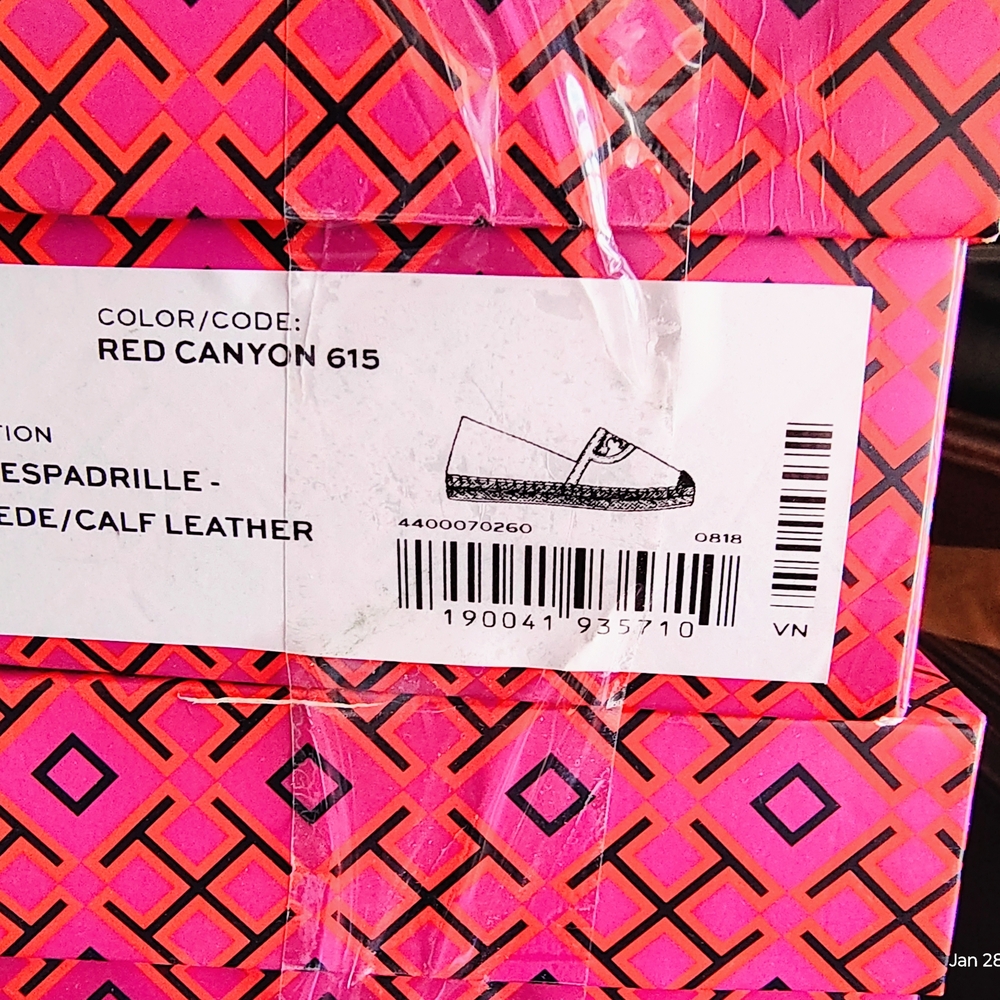 COLOR/CODE:
RED CANYON 615
TION
ESPADRILLE -
EDE/CALF LEATHER
4400070260
0818
190041 935710
VN
Jan 28